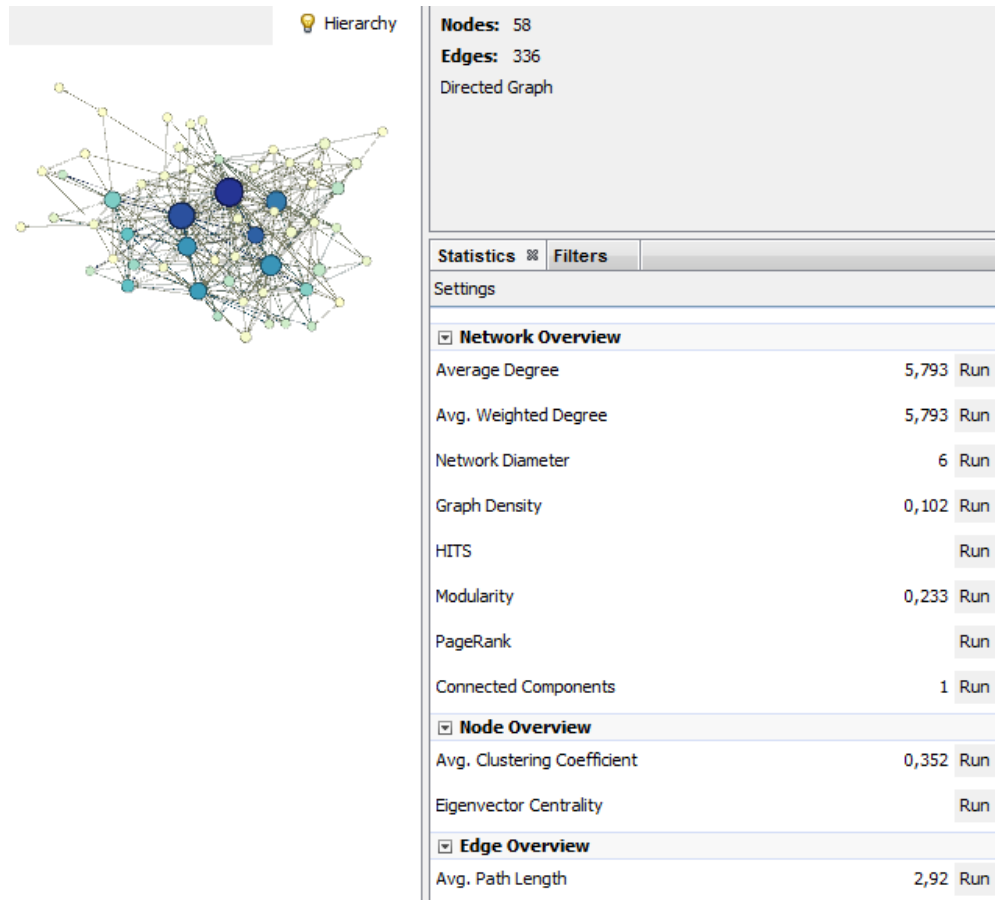 Hierarchy
Nodes: 58
Edges: 336
Directed Graph
Statistics Filters
Settings
Network Overview
Average Degree 5,793 Run
Avg. Weighted Degree 5,793 Run
Network Diameter 6 Run
Graph Density 0,102 Run
HITS Run
Modularity 0,233 Run
PageRank Run
Connected Components 1 Run
Node Overview
Avg. Clustering Coefficient 0,352 Run
Eigenvector Centrality Run
Edge Overview
Avg. Path Length 2,92 Run